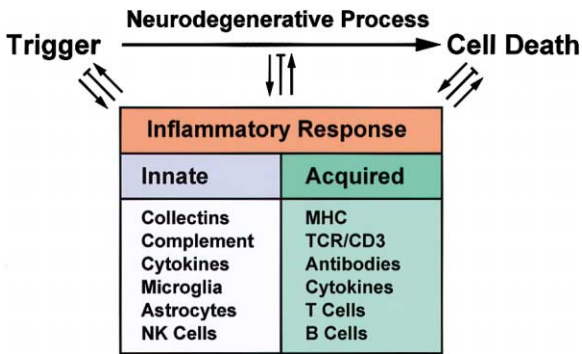 Neurodegenerative Process
Trigger Cell Death
Inflammatory Response
Innate Acquired
Collectins MHC
Complement TCR/CD3
Cytokines Antibodies
Microglia Cytokines
Astrocytes T Cells
NK Cells B Cells